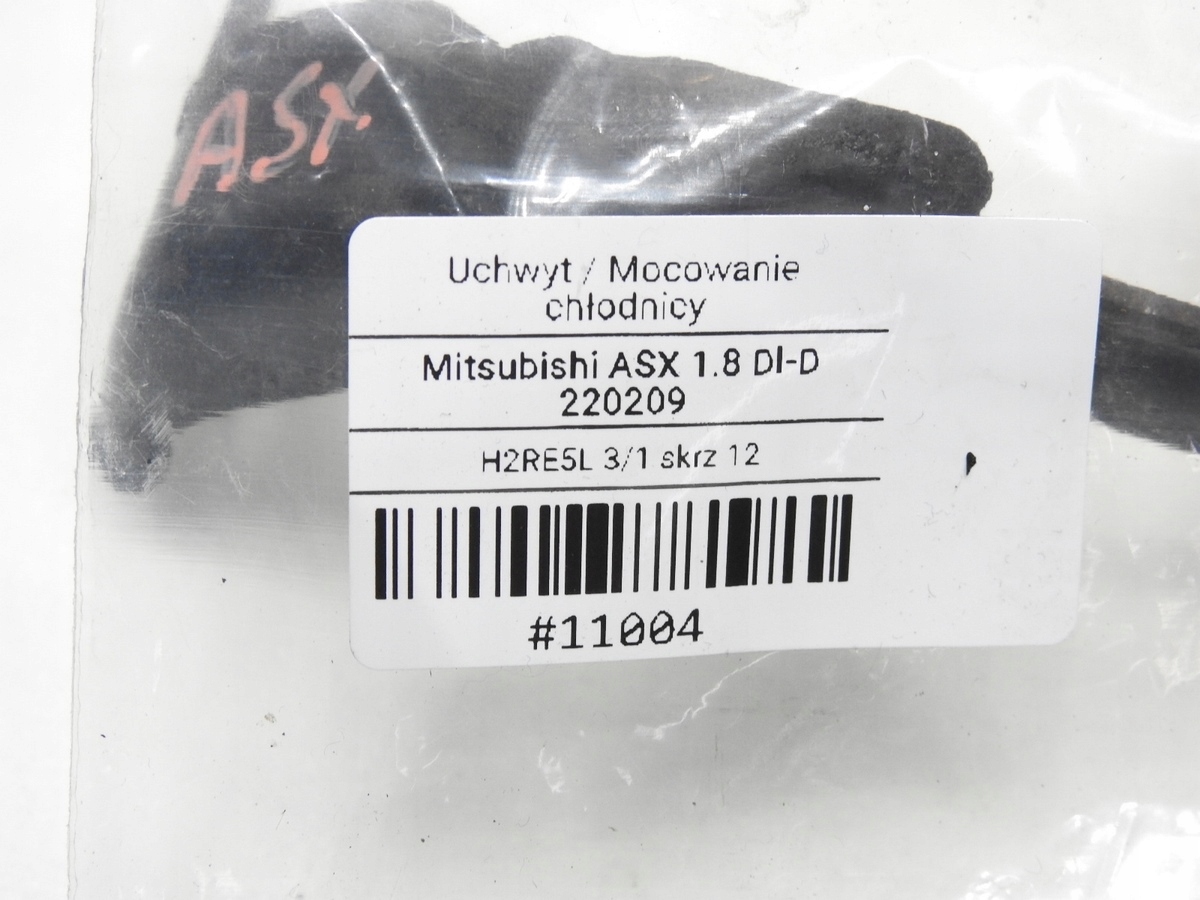 ASX
Uchwyt / Mocowanie
chłodnicy
Mitsubishi ASX 1.8 DI-D
220209
H2RE5L 3/1 skrz 12
#11004